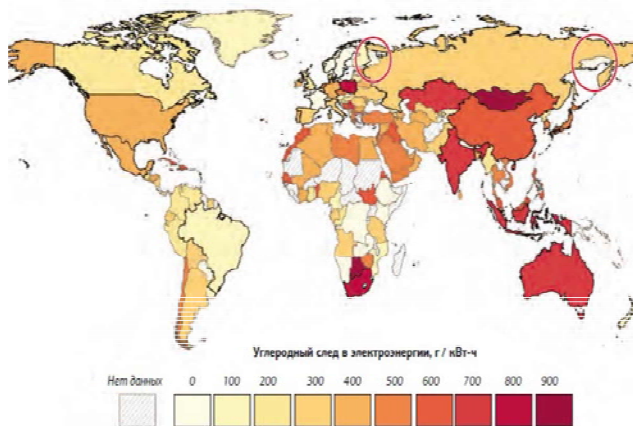 Углеродный след в электроэнергии, г / кВт-ч
Нет данных 0 100 200 300 400 500 600 700 800 900